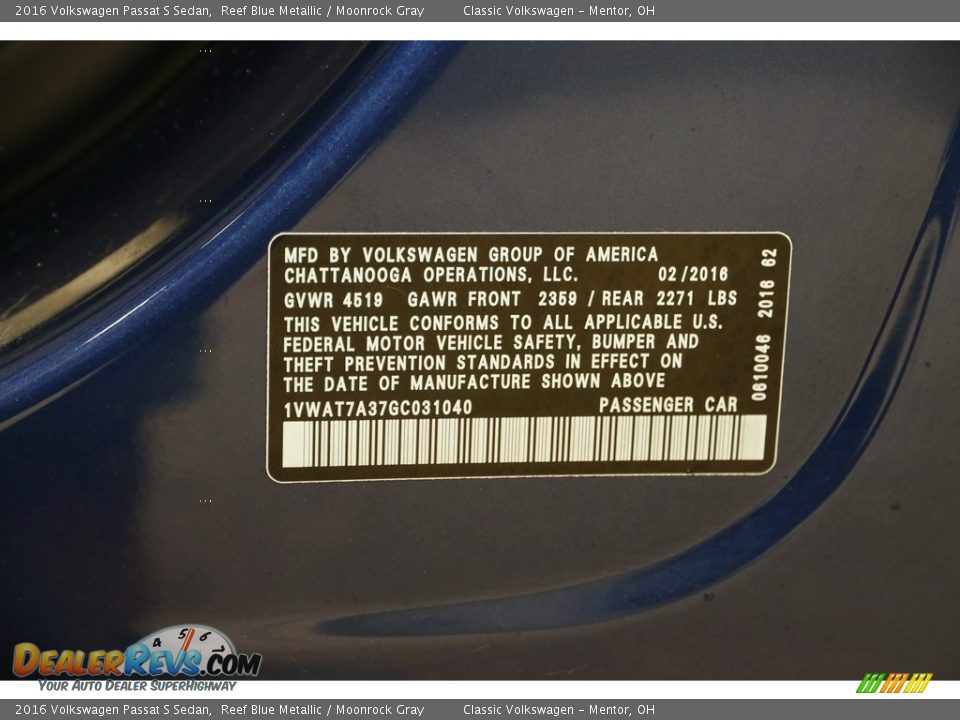 2016 Volkswagen Passat S Sedan, Reef Blue Metallic / Moonrock Gray Classic Volkswagen - Mentor, OH
MFD BY VOLKSWAGEN GROUP OF AMERICA
CHATTANOOGA OPERATIONS, LLC. 02/2016
GVWR 4519 GAWR FRONT 2359 / REAR 2271 LBS
THIS VEHICLE CONFORMS TO ALL APPLICABLE U.S.
FEDERAL MOTOR VEHICLE SAFETY, BUMPER AND
THEFT PREVENTION STANDARDS IN EFFECT ON
THE DATE OF MANUFACTURE SHOWN ABOVE
1VWAT7A37GC031040 PASSENGER CAR
0610046 2016 62
4 5 6 7
DEALERREVS.COM
YOUR AUTO DEALER SUPERHIGHWAY
2016 Volkswagen Passat S Sedan, Reef Blue Metallic / Moonrock Gray Classic Volkswagen - Mentor, OH